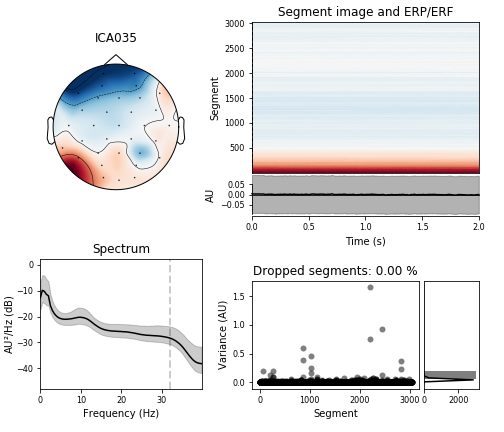 ICA035
Segment image and ERP/ERF
3000
2500
2000
1500
1000
500
Segment
0.05
0.00
−0.05
AU
0.0 0.5 1.0 1.5 2.0
Time (s)
Spectrum
0
−10
−20
−30
−40
AU²/Hz (dB)
0 10 20 30
Frequency (Hz)
Dropped segments: 0.00 %
1.5
1.0
0.5
0.0
Variance (AU)
0 1000 2000 3000
Segment
0 2000